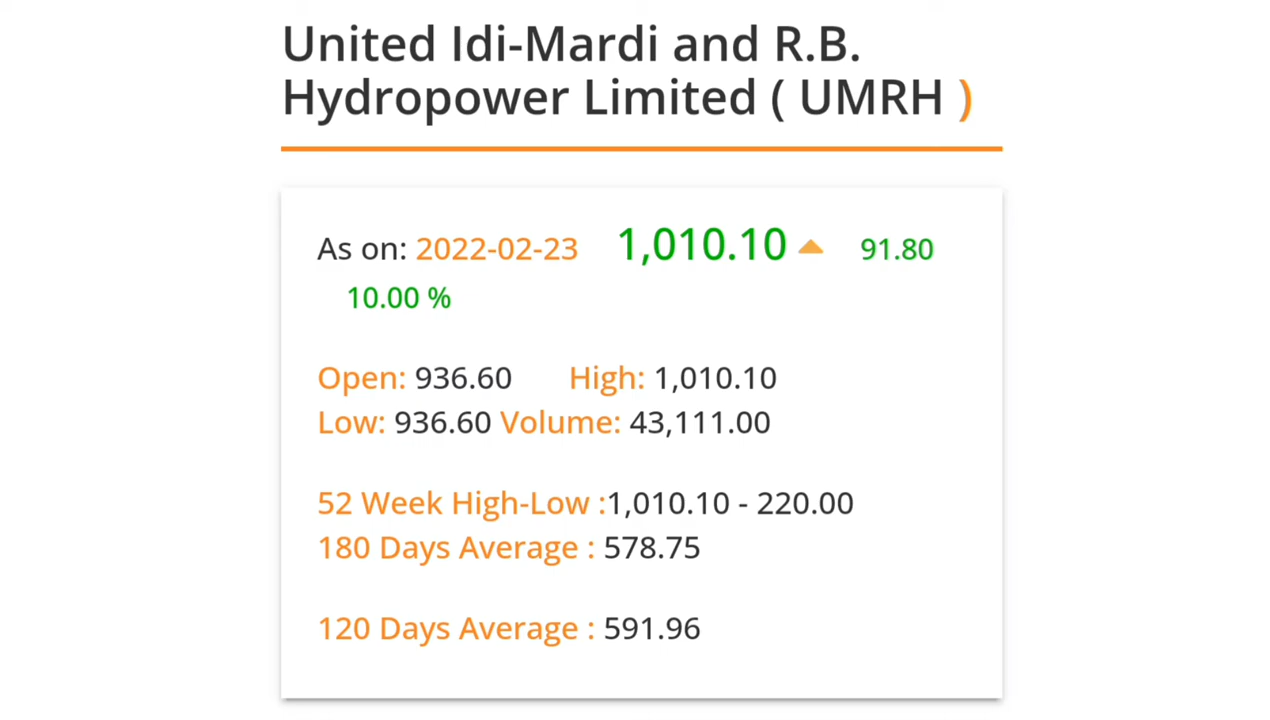 United Idi-Mardi and R.B.
Hydropower Limited ( UMRH )
As on: 2022-02-23 1,010.10 91.80
10.00 %
Open: 936.60 High: 1,010.10
Low: 936.60 Volume: 43,111.00
52 Week High-Low :1,010.10 - 220.00
180 Days Average : 578.75
120 Days Average : 591.96